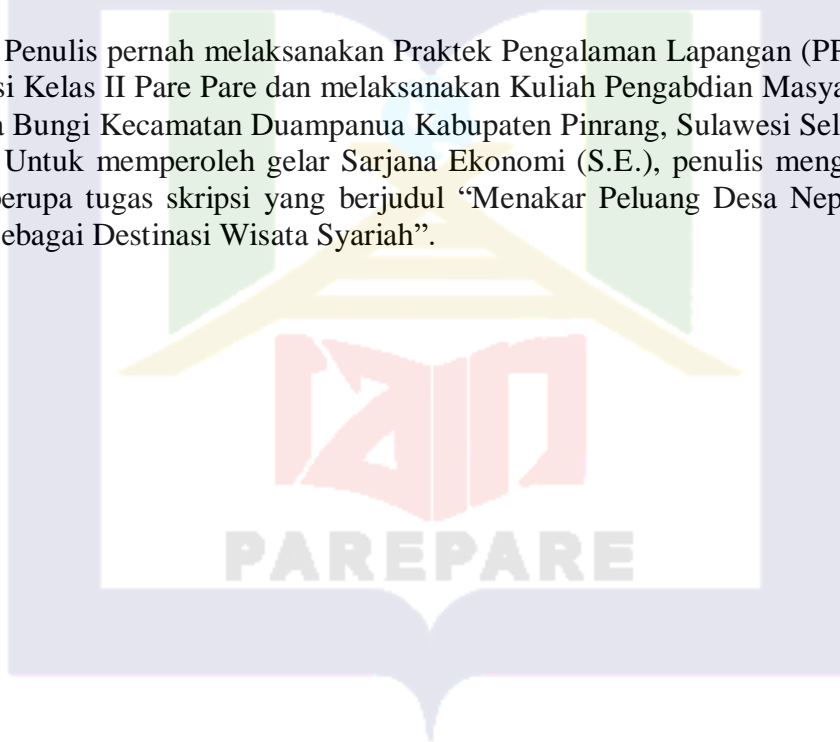 Penulis pernah melaksanakan Praktek Pengalaman Lapangan (PP
si Kelas II Pare Pare dan melaksanakan Kuliah Pengabdian Masya
Bungi Kecamatan Duampanua Kabupaten Pinrang, Sulawesi Sel
Untuk memperoleh gelar Sarjana Ekonomi (S.E.), penulis meng
erupa tugas skripsi yang berjudul “Menakar Peluang Desa Nep
ebagai Destinasi Wisata Syariah”.
iain
PAREPARE